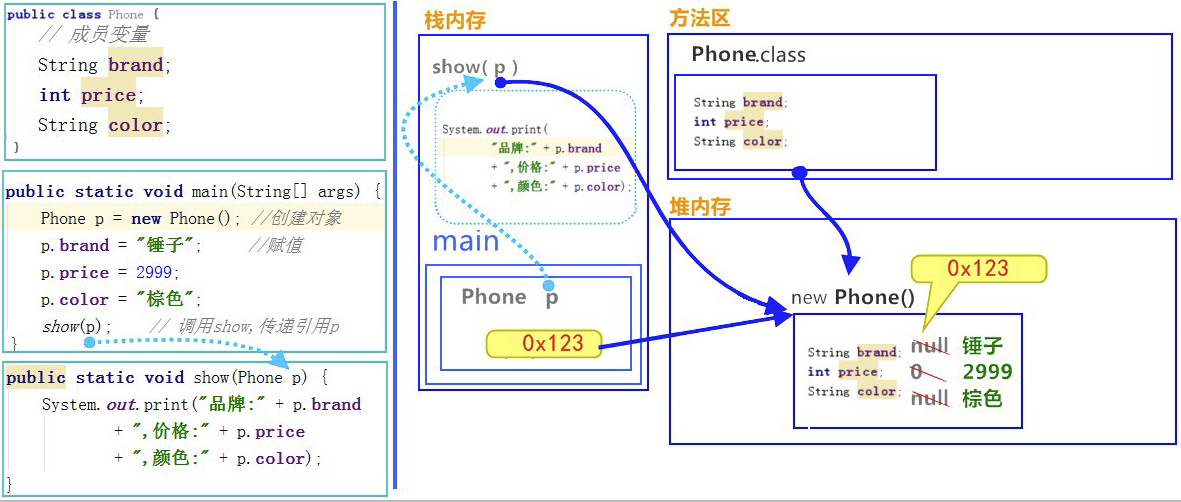 public class Phone {
// 成员变量
String brand;
int price;
String color;
}
public static void main(String[] args) {
Phone p = new Phone(); //创建对象
p.brand = "锤子"; //赋值
p.price = 2999;
p.color = "棕色";
show(p); // 调用show,传递引用p
}
public static void show(Phone p) {
System.out.print("品牌:" + p.brand
+ ",价格:" + p.price
+ ",颜色:" + p.color);
}
栈内存
show( p )
System.out.print(
"品牌:" + p.brand
+ ",价格:" + p.price
+ ",颜色:" + p.color);
main
Phone p
0x123
方法区
Phone.class
String brand;
int price;
String color;
堆内存
0x123
new Phone()
String brand; null 锤子
int price; 0 2999
String color; null 棕色